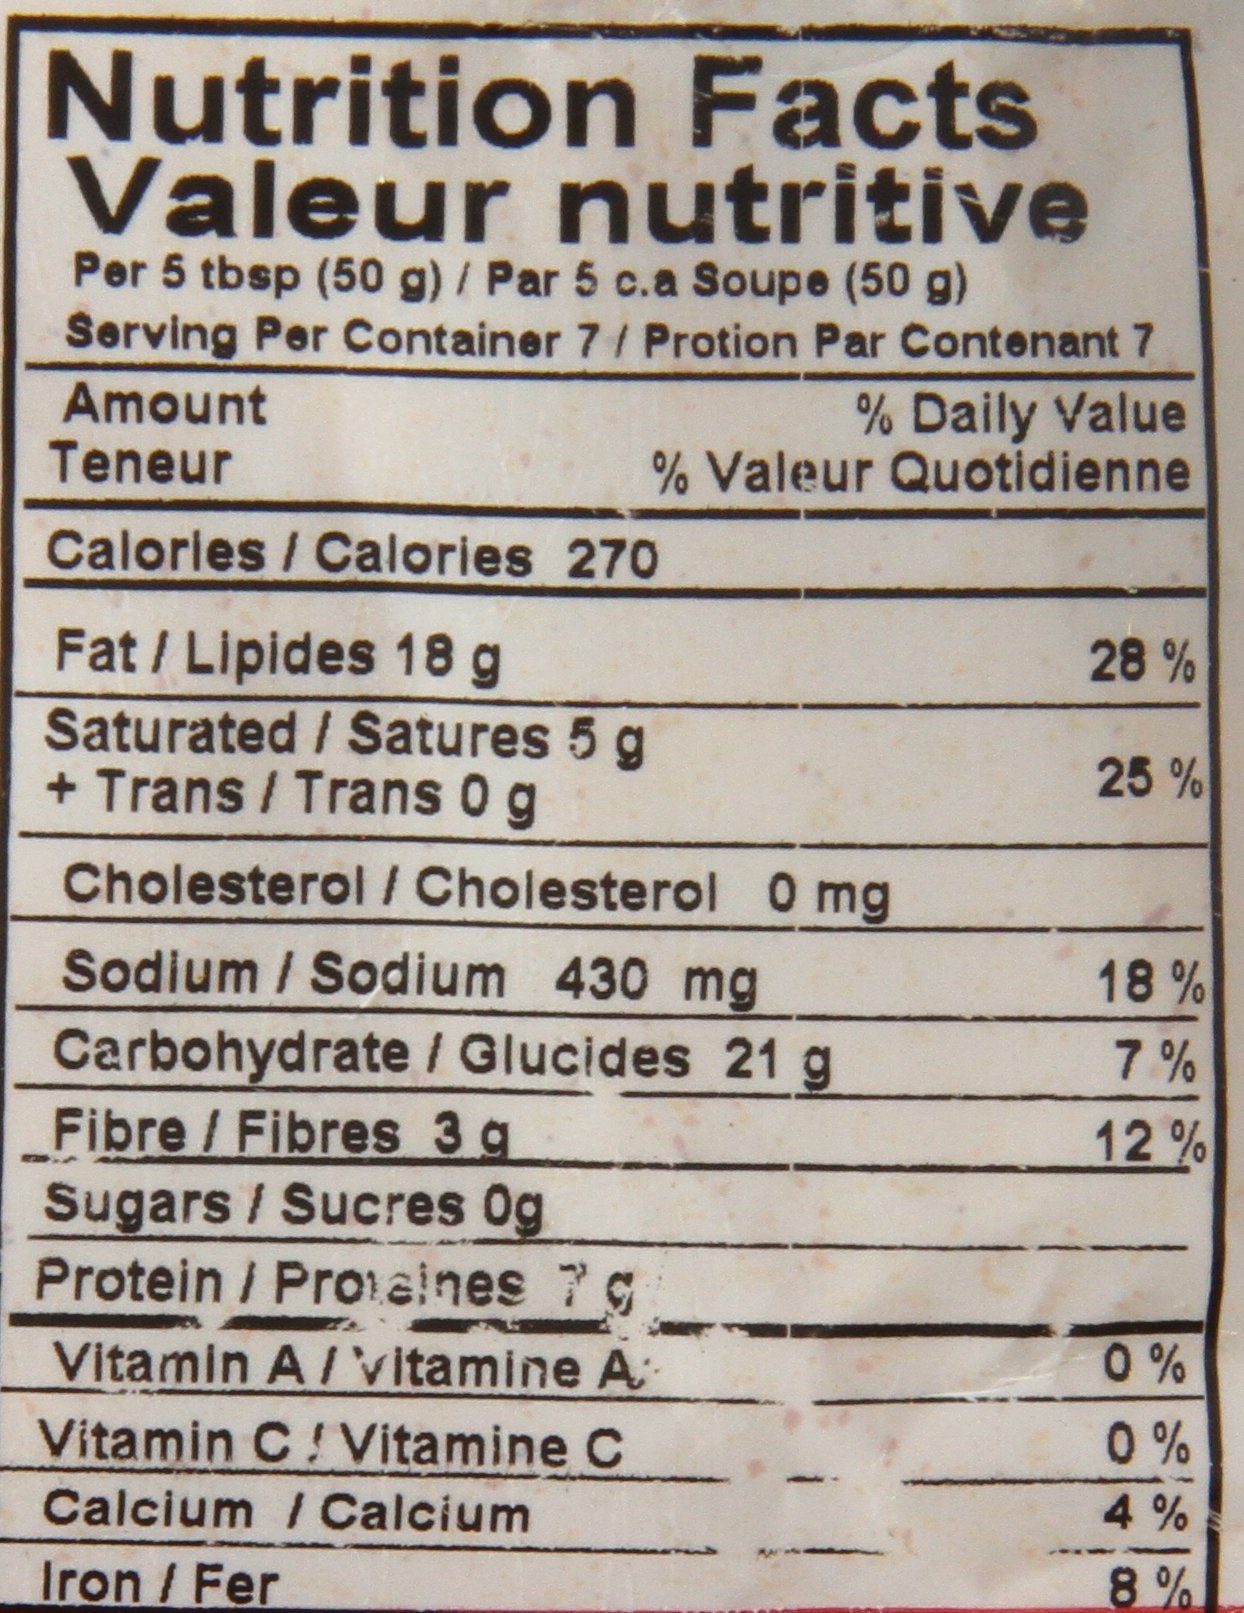 Nutrition Facts
Valeur nutritive
Per 5 tbsp (50 g) / Par 5 c.a Soupe (50 g)
Serving Per Container 7 / Protion Par Contenant 7
Amount % Daily Value
Teneur % Valeur Quotidienne
Calories / Calories 270
Fat / Lipides 18 g 28 %
Saturated / Satures 5 g
+ Trans / Trans 0 g 25 %
Cholesterol / Cholesterol 0 mg
Sodium / Sodium 430 mg 18 %
Carbohydrate / Glucides 21 g 7 %
Fibre / Fibres 3 g 12 %
Sugars / Sucres 0g
Protein / Proteines 7 g
Vitamin A / Vitamine A 0 %
Vitamin C / Vitamine C 0 %
Calcium / Calcium 4 %
Iron / Fer 8 %